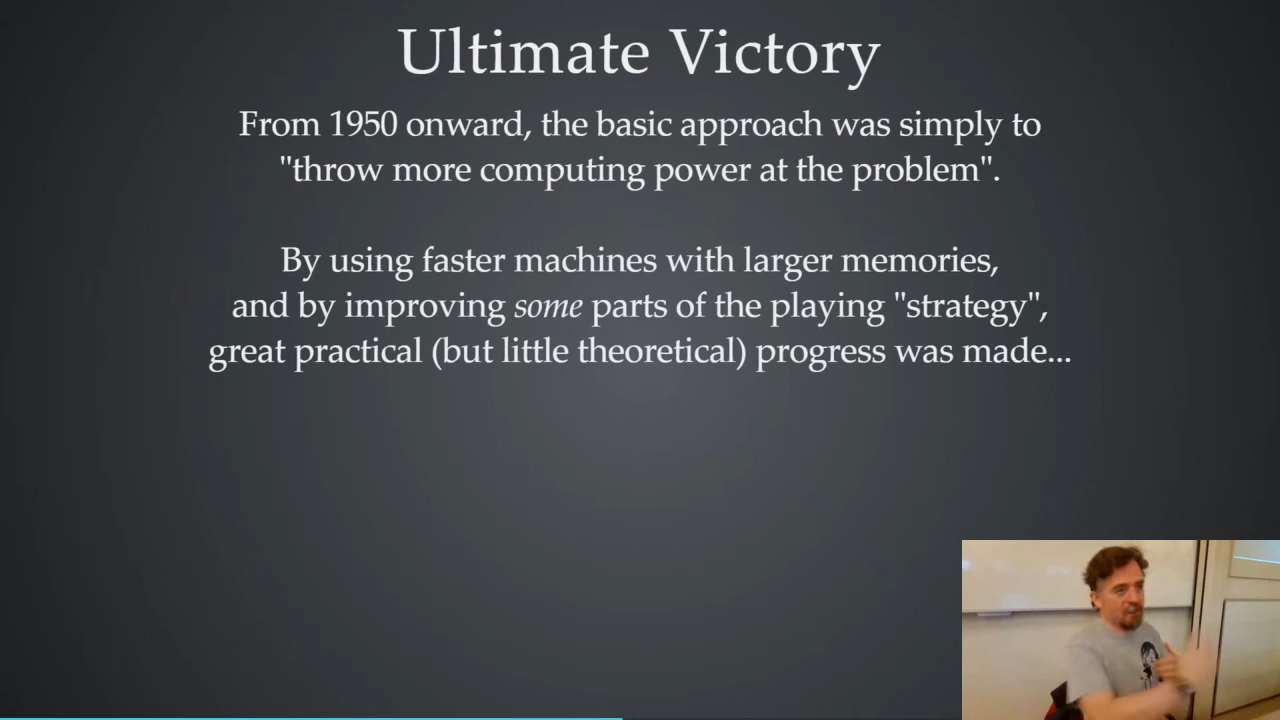 Ultimate Victory
From 1950 onward, the basic approach was simply to
"throw more computing power at the problem".
By using faster machines with larger memories,
and by improving some parts of the playing "strategy",
great practical (but little theoretical) progress was made...